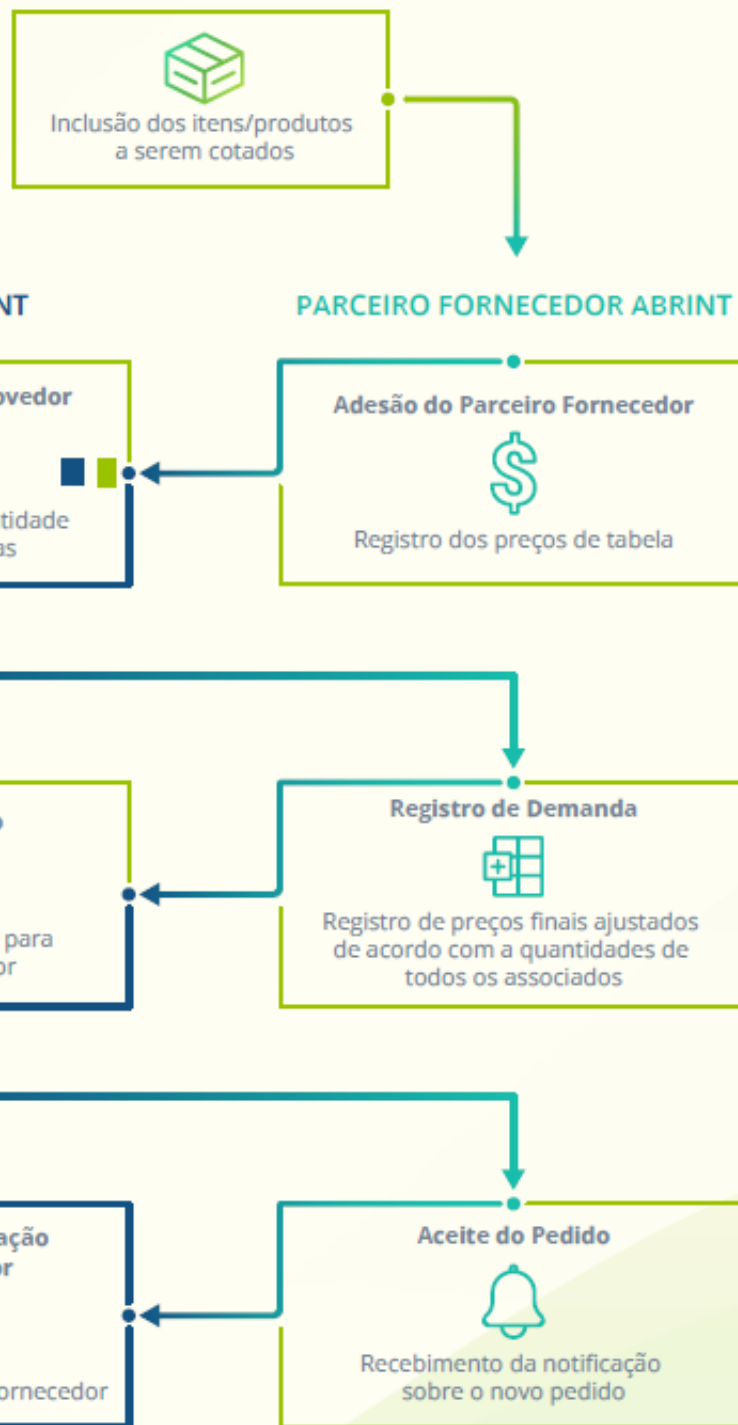 Inclusão dos itens/produtos
a serem cotados
PARCEIRO FORNECEDOR ABRINT
Adesão do Parceiro Fornecedor
Registro dos preços de tabela
Registro de Demanda
para
Registro de preços finais ajustados
de acordo com a quantidades de
todos os associados
Aceite do Pedido
Recebimento da notificação
sobre o novo pedido